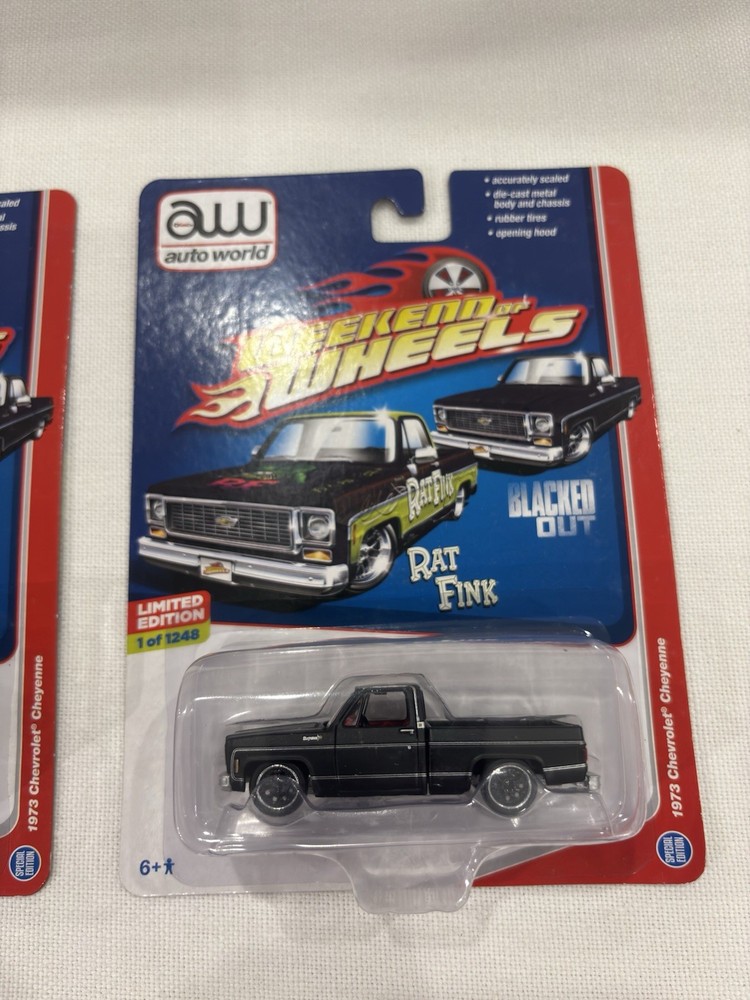 aw
auto world
• accurately scaled
• die-cast metal
body and chassis
• rubber tires
• opening hood
WEEKEND OF
WHEELS
RAT FINK
BLACKED
OUT
RAT
FINK
LIMITED
EDITION
1 of 1248
6+
1973 Chevrolet® Cheyenne
SPECIAL
EDITION
1973 Chevrolet® Cheyenne
SPECIAL
EDITION